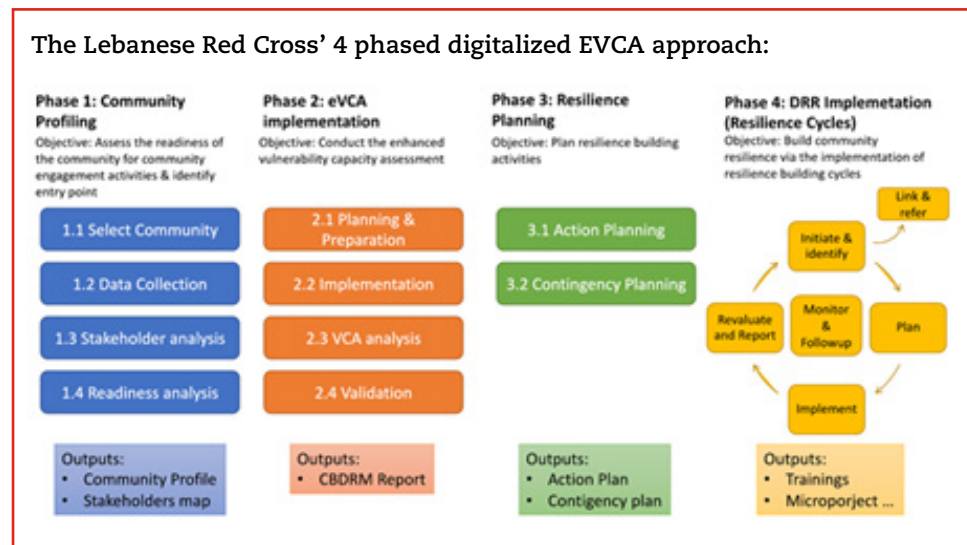 The Lebanese Red Cross' 4 phased digitalized EVCA approach:
Phase 1: Community
Profiling
Objective: Assess the readiness of
the community for community
engagement activities & identify
entry point
1.1 Select Community
1.2 Data Collection
1.3 Stakeholder analysis
1.4 Readiness analysis
Outputs:
• Community Profile
• Stakeholders map
Phase 2: eVCA
implementation
Objective: Conduct the enhanced
vulnerability capacity assessment
2.1 Planning &
Preparation
2.2 Implementation
2.3 VCA analysis
2.4 Validation
Outputs:
• CBDRM Report
Phase 3: Resilience
Planning
Objective: Plan resilience building
activities
3.1 Action Planning
3.2 Contingency Planning
Outputs:
• Action Plan
• Contigency plan
Phase 4: DRR Implemetation
(Resilience Cycles)
Objective: Build community
resilience via the implementation of
resilience building cycles
Link &
refer
Initiate &
identify
Revaluate
and Report
Monitor
&
Followup
Plan
Implement
Outputs:
• Trainings
• Microporject ...